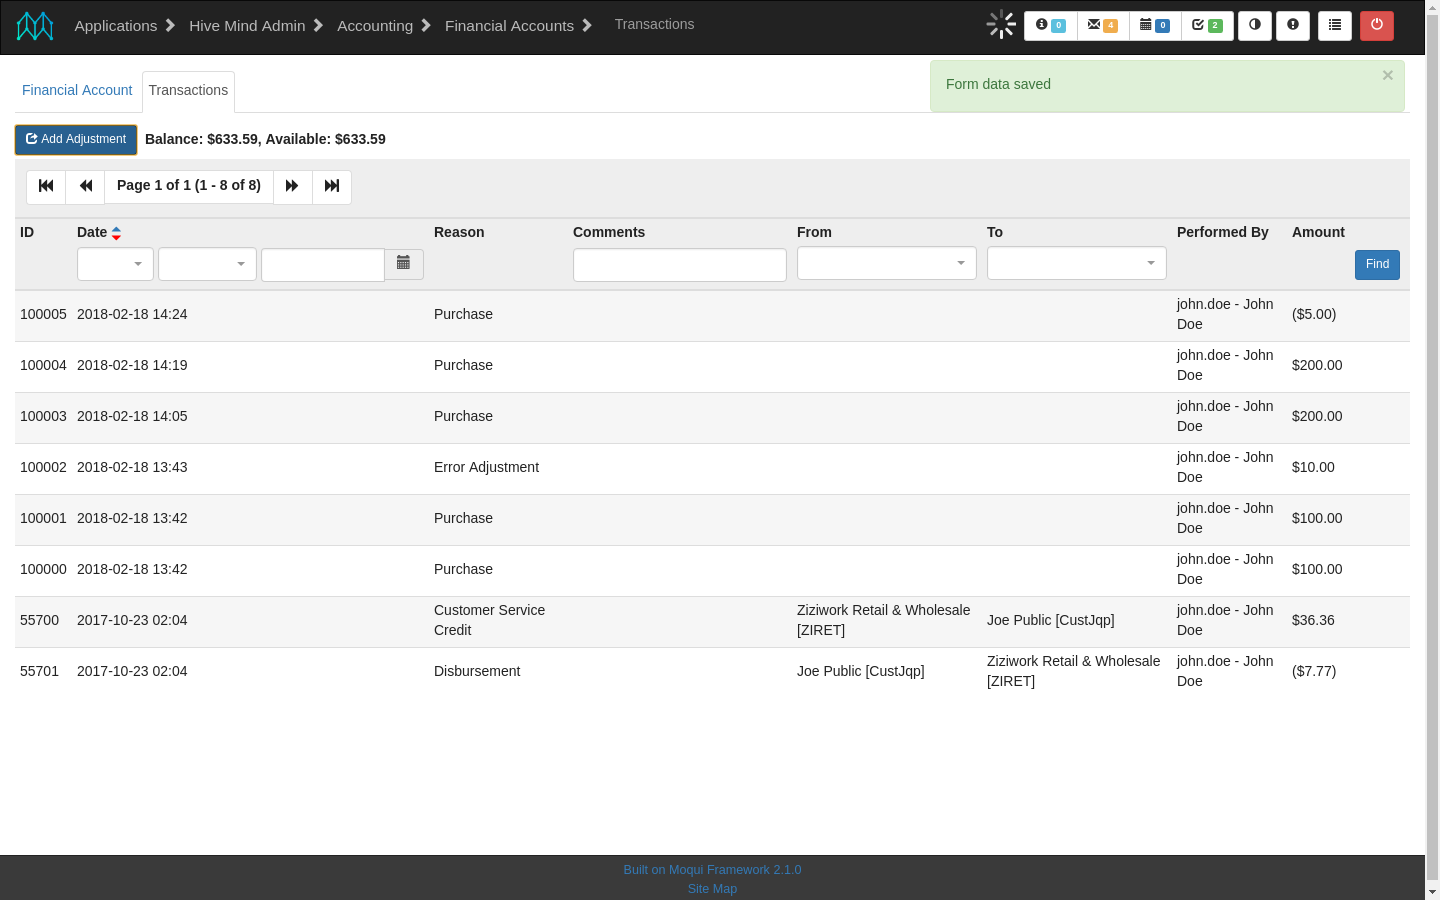 Applications Hive Mind Admin Accounting Financial Accounts Transactions 0 4 0 2
Financial Account Transactions
Form data saved ×
Add Adjustment Balance: $633.59, Available: $633.59
Page 1 of 1 (1 - 8 of 8)
ID Date Reason Comments From To Performed By Amount
Find
100005 2018-02-18 14:24 Purchase john.doe - John Doe ($5.00)
100004 2018-02-18 14:19 Purchase john.doe - John Doe $200.00
100003 2018-02-18 14:05 Purchase john.doe - John Doe $200.00
100002 2018-02-18 13:43 Error Adjustment john.doe - John Doe $10.00
100001 2018-02-18 13:42 Purchase john.doe - John Doe $100.00
100000 2018-02-18 13:42 Purchase john.doe - John Doe $100.00
55700 2017-10-23 02:04 Customer Service Credit Ziziwork Retail & Wholesale [ZIRET] Joe Public [CustJqp] john.doe - John Doe $36.36
55701 2017-10-23 02:04 Disbursement Joe Public [CustJqp] Ziziwork Retail & Wholesale [ZIRET] john.doe - John Doe ($7.77)
Built on Moqui Framework 2.1.0
Site Map